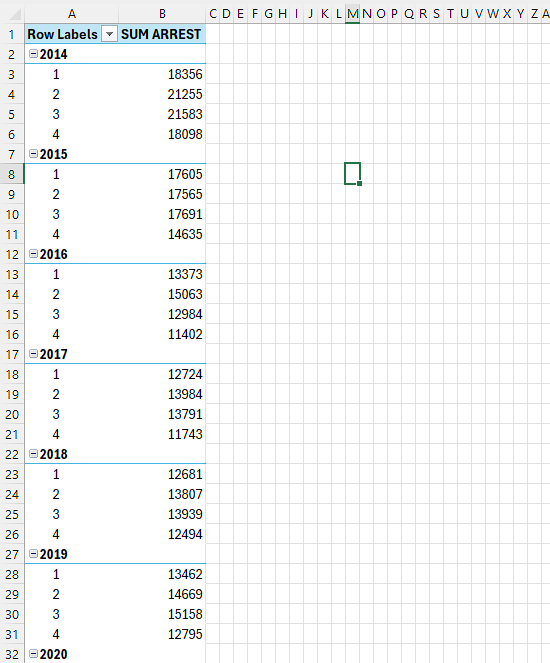 A B C D E F G H I J K L M N O P Q R S T U V W X Y Z A
1 Row Labels SUM ARREST
2 2014
3 1 18356
4 2 21255
5 3 21583
6 4 18098
7 2015
8 1 17605
9 2 17565
10 3 17691
11 4 14635
12 2016
13 1 13373
14 2 15063
15 3 12984
16 4 11402
17 2017
18 1 12724
19 2 13984
20 3 13791
21 4 11743
22 2018
23 1 12681
24 2 13807
25 3 13939
26 4 12494
27 2019
28 1 13462
29 2 14669
30 3 15158
31 4 12795
32 2020